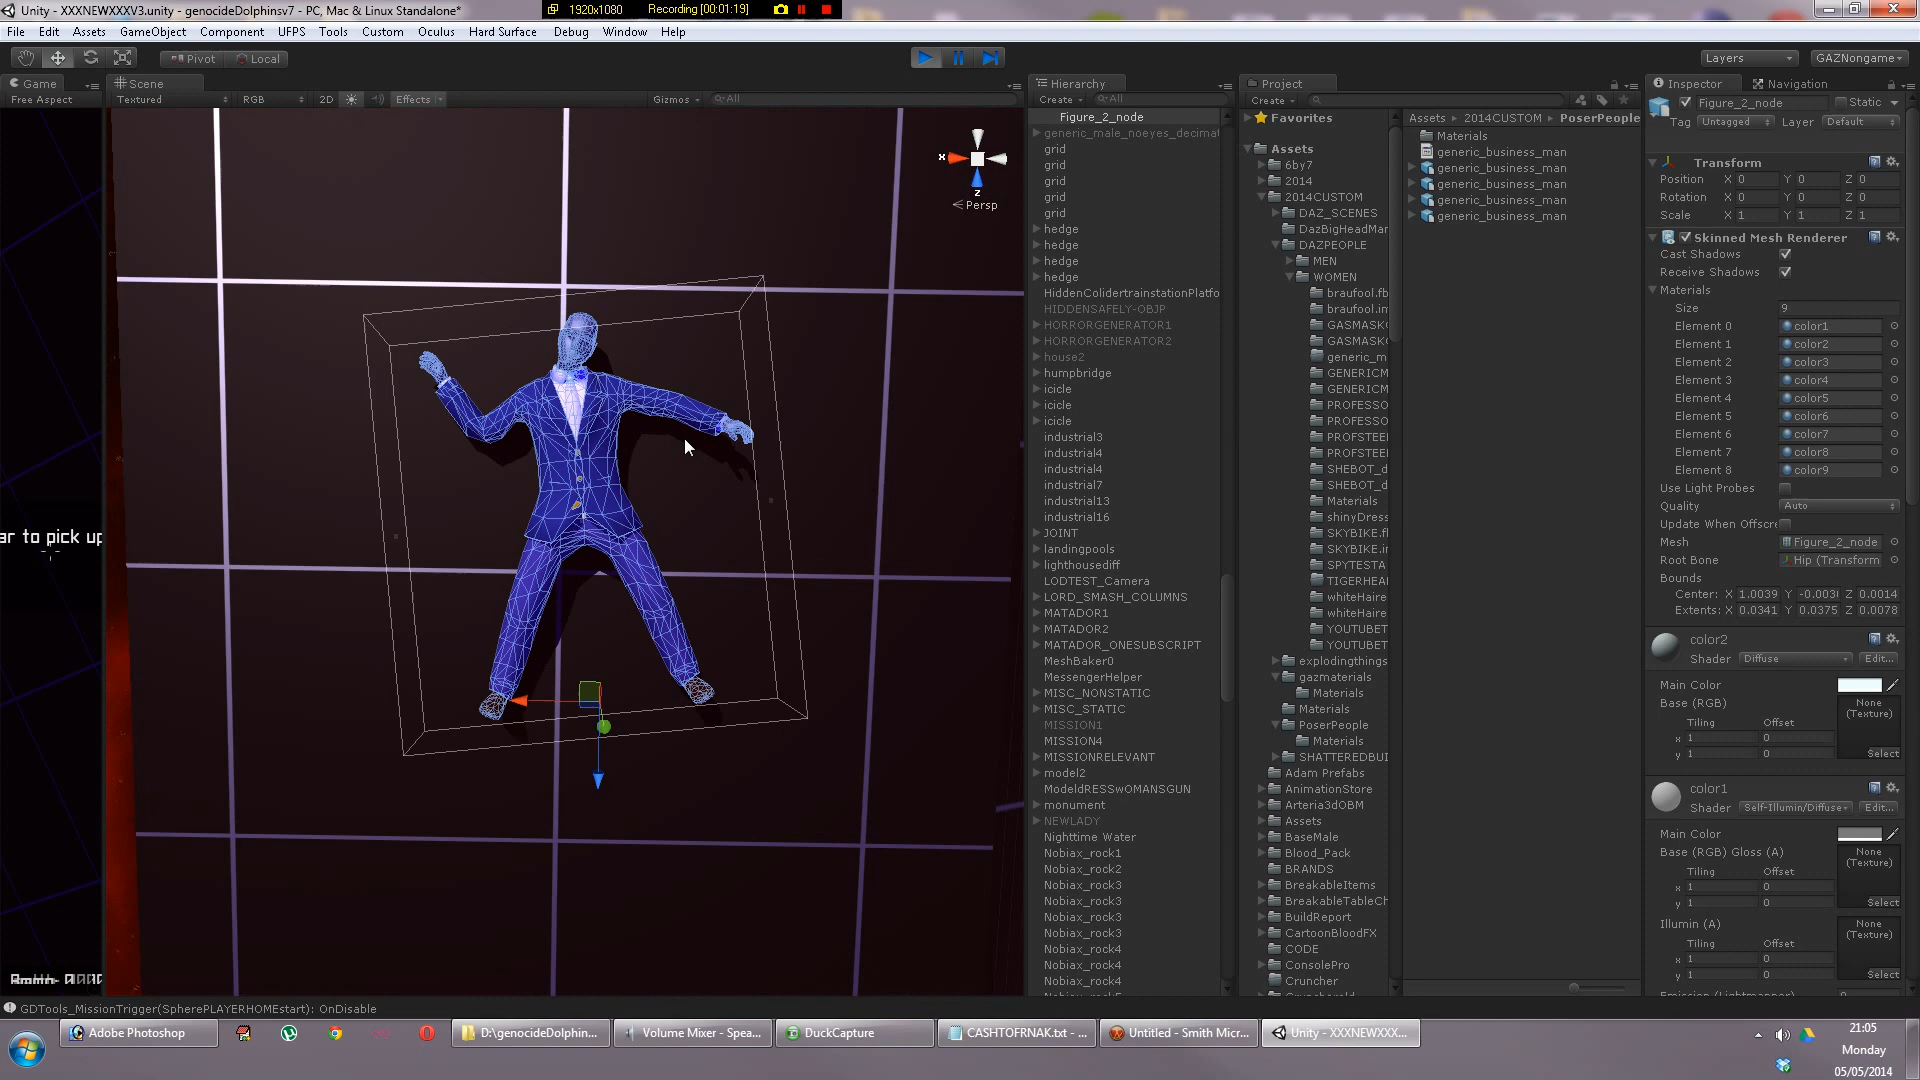 Unity - XXXNEWXXXV3.unity - genocideDolphinsv7 - PC, Mac & Linux Standalone*
1920x1080 Recording [00:01:19]
File Edit Assets GameObject Component UFPS Tools Custom Oculus Hard Surface Debug Window Help
Pivot Local
Layers GAZNongame
Game
Free Aspect
ar to pick up
Scene
Textured RGB 2D Effects Gizmos All
x
z
Persp
Hierarchy
Create All
Figure_2_node
generic_male_noeyes_decimat
grid
grid
grid
grid
grid
hedge
hedge
hedge
hedge
HiddenColidertrainstationPlatfo
HIDDENSAFELY-OBJP
HORRORGENERATOR1
HORRORGENERATOR2
house2
humpbridge
icicle
icicle
icicle
industrial3
industrial4
industrial4
industrial7
industrial13
industrial16
JOINT
landingpools
lighthousediff
LODTEST_Camera
LORD_SMASH_COLUMNS
MATADOR1
MATADOR2
MATADOR_ONESUBSCRIPT
MeshBaker0
MessengerHelper
MISC_NONSTATIC
MISC_STATIC
MISSION1
MISSION4
MISSIONRELEVANT
model2
ModeldRESSwOMANSGUN
monument
NEWLADY
Nighttime Water
Nobiax_rock1
Nobiax_rock2
Nobiax_rock3
Nobiax_rock3
Nobiax_rock3
Nobiax_rock3
Nobiax_rock4
Nobiax_rock4
Nobiax_rock4
Project
Create
Favorites
Assets
6by7
2014
2014CUSTOM
DAZ_SCENES
DazBigHeadMar
DAZPEOPLE
MEN
WOMEN
braufool.fb
braufool.im
GASMASK
GASMASK
generic_m
GENERICM
GENERICM
PROFESSO
PROFESSO
PROFSTEEI
PROFSTEEI
SHEBOT_d
SHEBOT_d
Materials
shinyDress
SKYBIKE.fl
SKYBIKE.in
SPYTESTA
TIGERHEAI
whiteHaire
whiteHaire
YOUTUBET
YOUTUBET
explodingthings
gazmaterials
Materials
Materials
PoserPeople
Materials
SHATTEREDBUI
Adam Prefabs
AnimationStore
Arteria3dOBM
Assets
BaseMale
Blood_Pack
BRANDS
BreakableItems
BreakableTableCh
BuildReport
CartoonBloodFX
CODE
ConsolePro
Cruncher
Assets 2014CUSTOM PoserPeople
Materials
generic_business_man
generic_business_man
generic_business_man
generic_business_man
generic_business_man
Inspector Navigation
Figure_2_node Static
Tag Untagged Layer Default
Transform
Position X 0 Y 0 Z 0
Rotation X 0 Y 0 Z 0
Scale X 1 Y 1 Z 1
Skinned Mesh Renderer
Cast Shadows
Receive Shadows
Materials
Size 9
Element 0 color1
Element 1 color2
Element 2 color3
Element 3 color4
Element 4 color5
Element 5 color6
Element 6 color7
Element 7 color8
Element 8 color9
Use Light Probes
Quality Auto
Update When Offscre
Mesh Figure_2_node
Root Bone Hip (Transform
Bounds
Center: X 1.0039 Y -0.003 Z 0.0014
Extents: X 0.0341 Y 0.0375 Z 0.0078
color2
Shader Diffuse Edit...
Main Color
Base (RGB) None (Texture)
Tiling Offset
x 1 0
y 1 0 Select
color1
Shader Self-Illumin/Diffuse Edit...
Main Color
Base (RGB) Gloss (A) None (Texture)
Tiling Offset
x 1 0
y 1 0 Select
Illumin (A) None (Texture)
Tiling Offset
x 1 0
y 1 0 Select
GDTools_MissionTrigger(SpherePLAYERHOMEstart): OnDisable
Adobe Photoshop
D:\genocideDolphin...
Volume Mixer - Spea...
DuckCapture
CASHTOFRNAK.txt - ...
Untitled - Smith Micr...
Unity - XXXNEWXXX...
21:05
Monday
05/05/2014